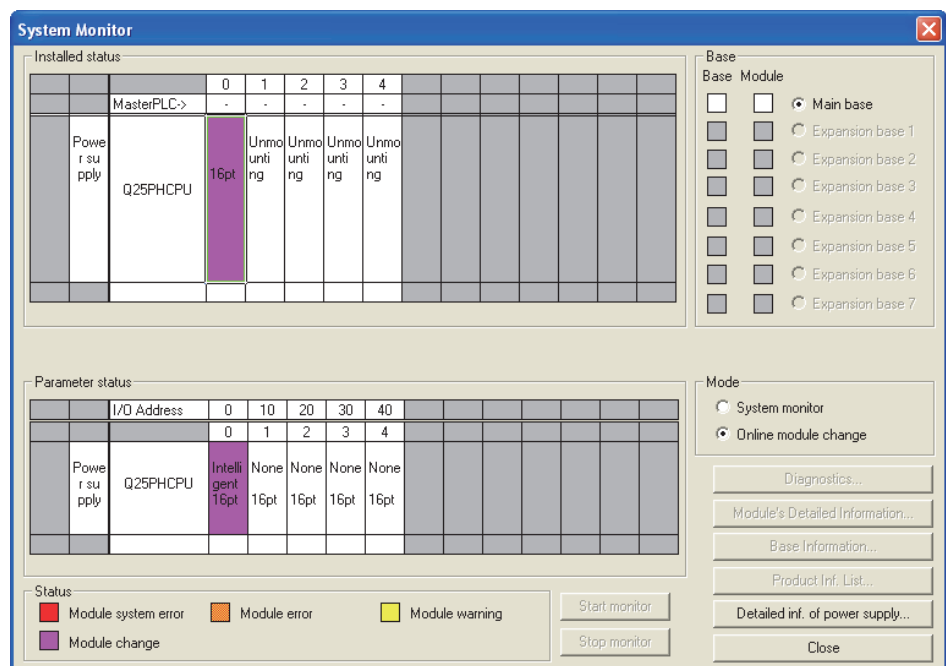 System Monitor
Installed status
0 1 2 3 4
MasterPLC-> - - - - -
Powe Unmo Unmo Unmo Unmo
r su unti unti unti unti
pply Q25PHCPU 16pt ng ng ng ng
Base
Base Module
Main base
Expansion base 1
Expansion base 2
Expansion base 3
Expansion base 4
Expansion base 5
Expansion base 6
Expansion base 7
Parameter status
I/O Address 0 10 20 30 40
0 1 2 3 4
Powe Intelli None None None None
r su Q25PHCPU gent
pply 16pt 16pt 16pt 16pt 16pt
Mode
System monitor
Online module change
Diagnostics...
Module's Detailed Information...
Base Information...
Product Inf. List...
Detailed inf. of power supply...
Close
Status
Module system error Module error Module warning
Module change
Start monitor
Stop monitor